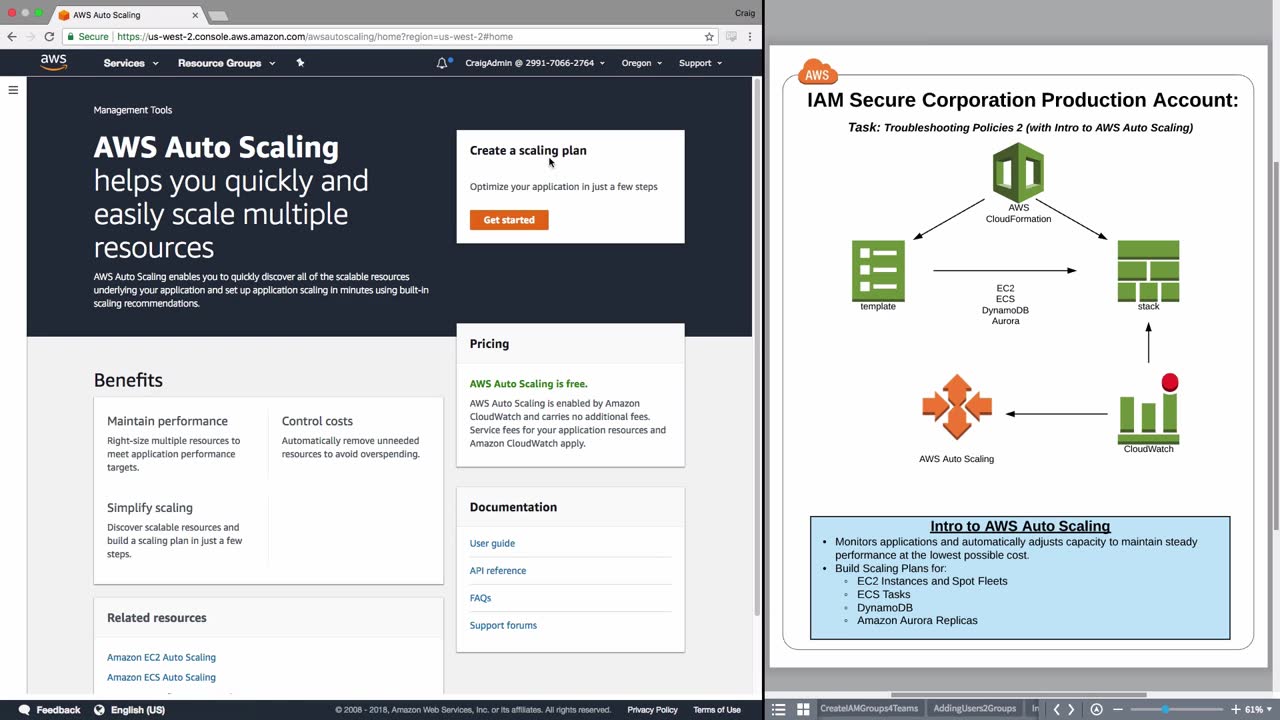 AWS Auto Scaling
Craig
Secure
https://us-west-2.console.aws.amazon.com/awsautoscaling/home?region=us-west-2#home
aws
Services
Resource Groups
CraigAdmin @ 2991-7066-2764
Oregon
Support
Management Tools
AWS Auto Scaling
helps you quickly and
easily scale multiple
resources
AWS Auto Scaling enables you to quickly discover all of the scalable resources
underlying your application and set up application scaling in minutes using built-in
scaling recommendations.
Create a scaling plan
Optimize your application in just a few steps
Get started
Pricing
AWS Auto Scaling is free.
AWS Auto Scaling is enabled by Amazon
CloudWatch and carries no additional fees.
Service fees for your application resources and
Amazon CloudWatch apply.
Benefits
Maintain performance
Right-size multiple resources to
meet application performance
targets.
Control costs
Automatically remove unneeded
resources to avoid overspending.
Simplify scaling
Discover scalable resources and
build a scaling plan in just a few
steps.
Documentation
User guide
API reference
FAQs
Support forums
Related resources
Amazon EC2 Auto Scaling
Amazon ECS Auto Scaling
Feedback
English (US)
© 2008 - 2018, Amazon Web Services, Inc. or its affiliates. All rights reserved.
Privacy Policy
Terms of Use
AWS
IAM Secure Corporation Production Account:
Task: Troubleshooting Policies 2 (with Intro to AWS Auto Scaling)
AWS
CloudFormation
template
EC2
ECS
DynamoDB
Aurora
stack
AWS Auto Scaling
CloudWatch
Intro to AWS Auto Scaling
• Monitors applications and automatically adjusts capacity to maintain steady
performance at the lowest possible cost.
• Build Scaling Plans for:
◦ EC2 Instances and Spot Fleets
◦ ECS Tasks
◦ DynamoDB
◦ Amazon Aurora Replicas
CreateIAMGroups4Teams
AddingUsers2Groups
61%